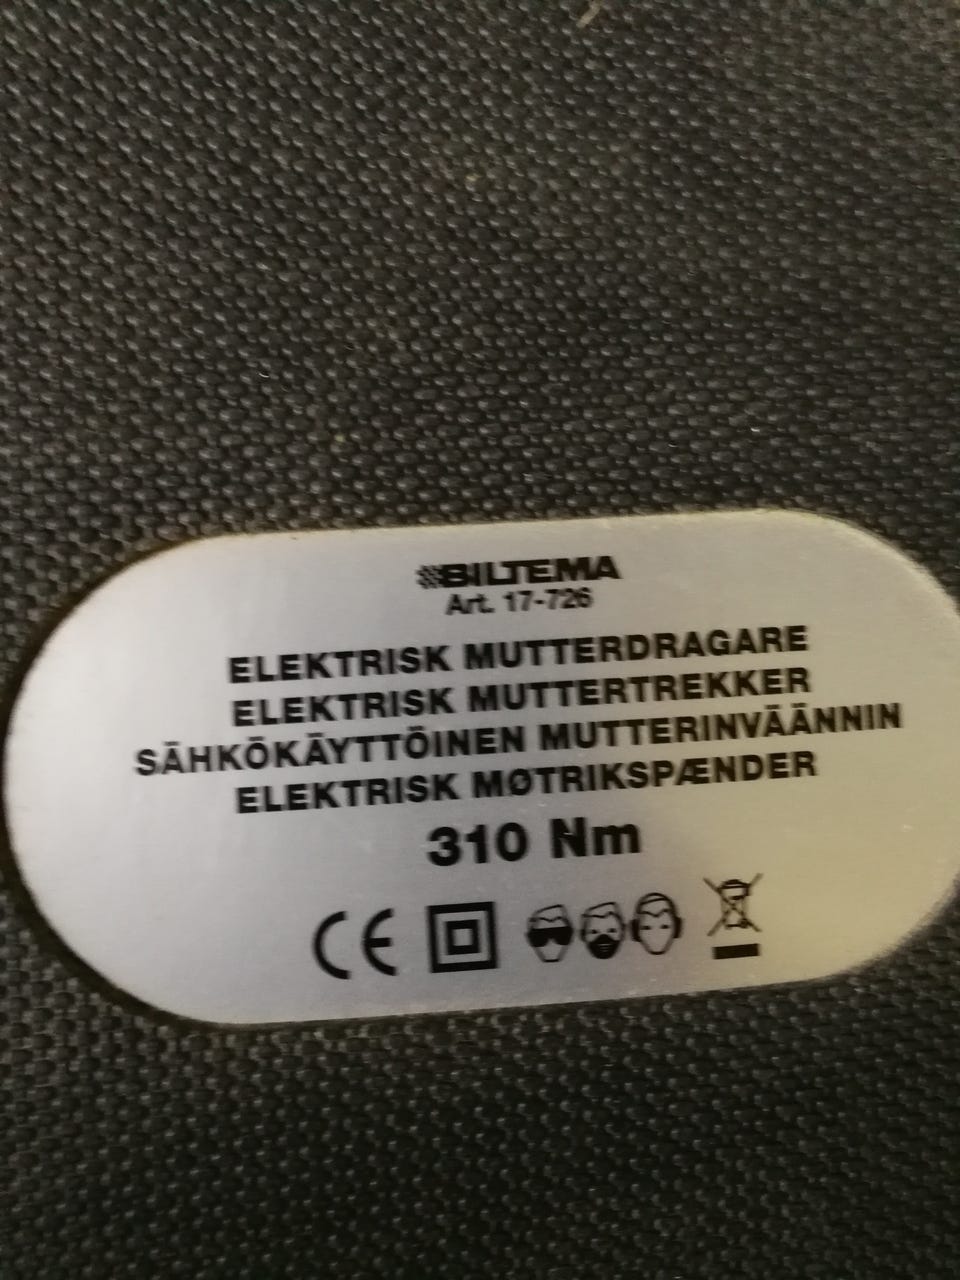 BILTEMA
Art. 17-726
ELEKTRISK MUTTERDRAGARE
ELEKTRISK MUTTERTREKKER
SÄHKÖKÄYTTÖINEN MUTTERINVÄÄNNIN
ELEKTRISK MØTRIKSPÆNDER
310 Nm
CE